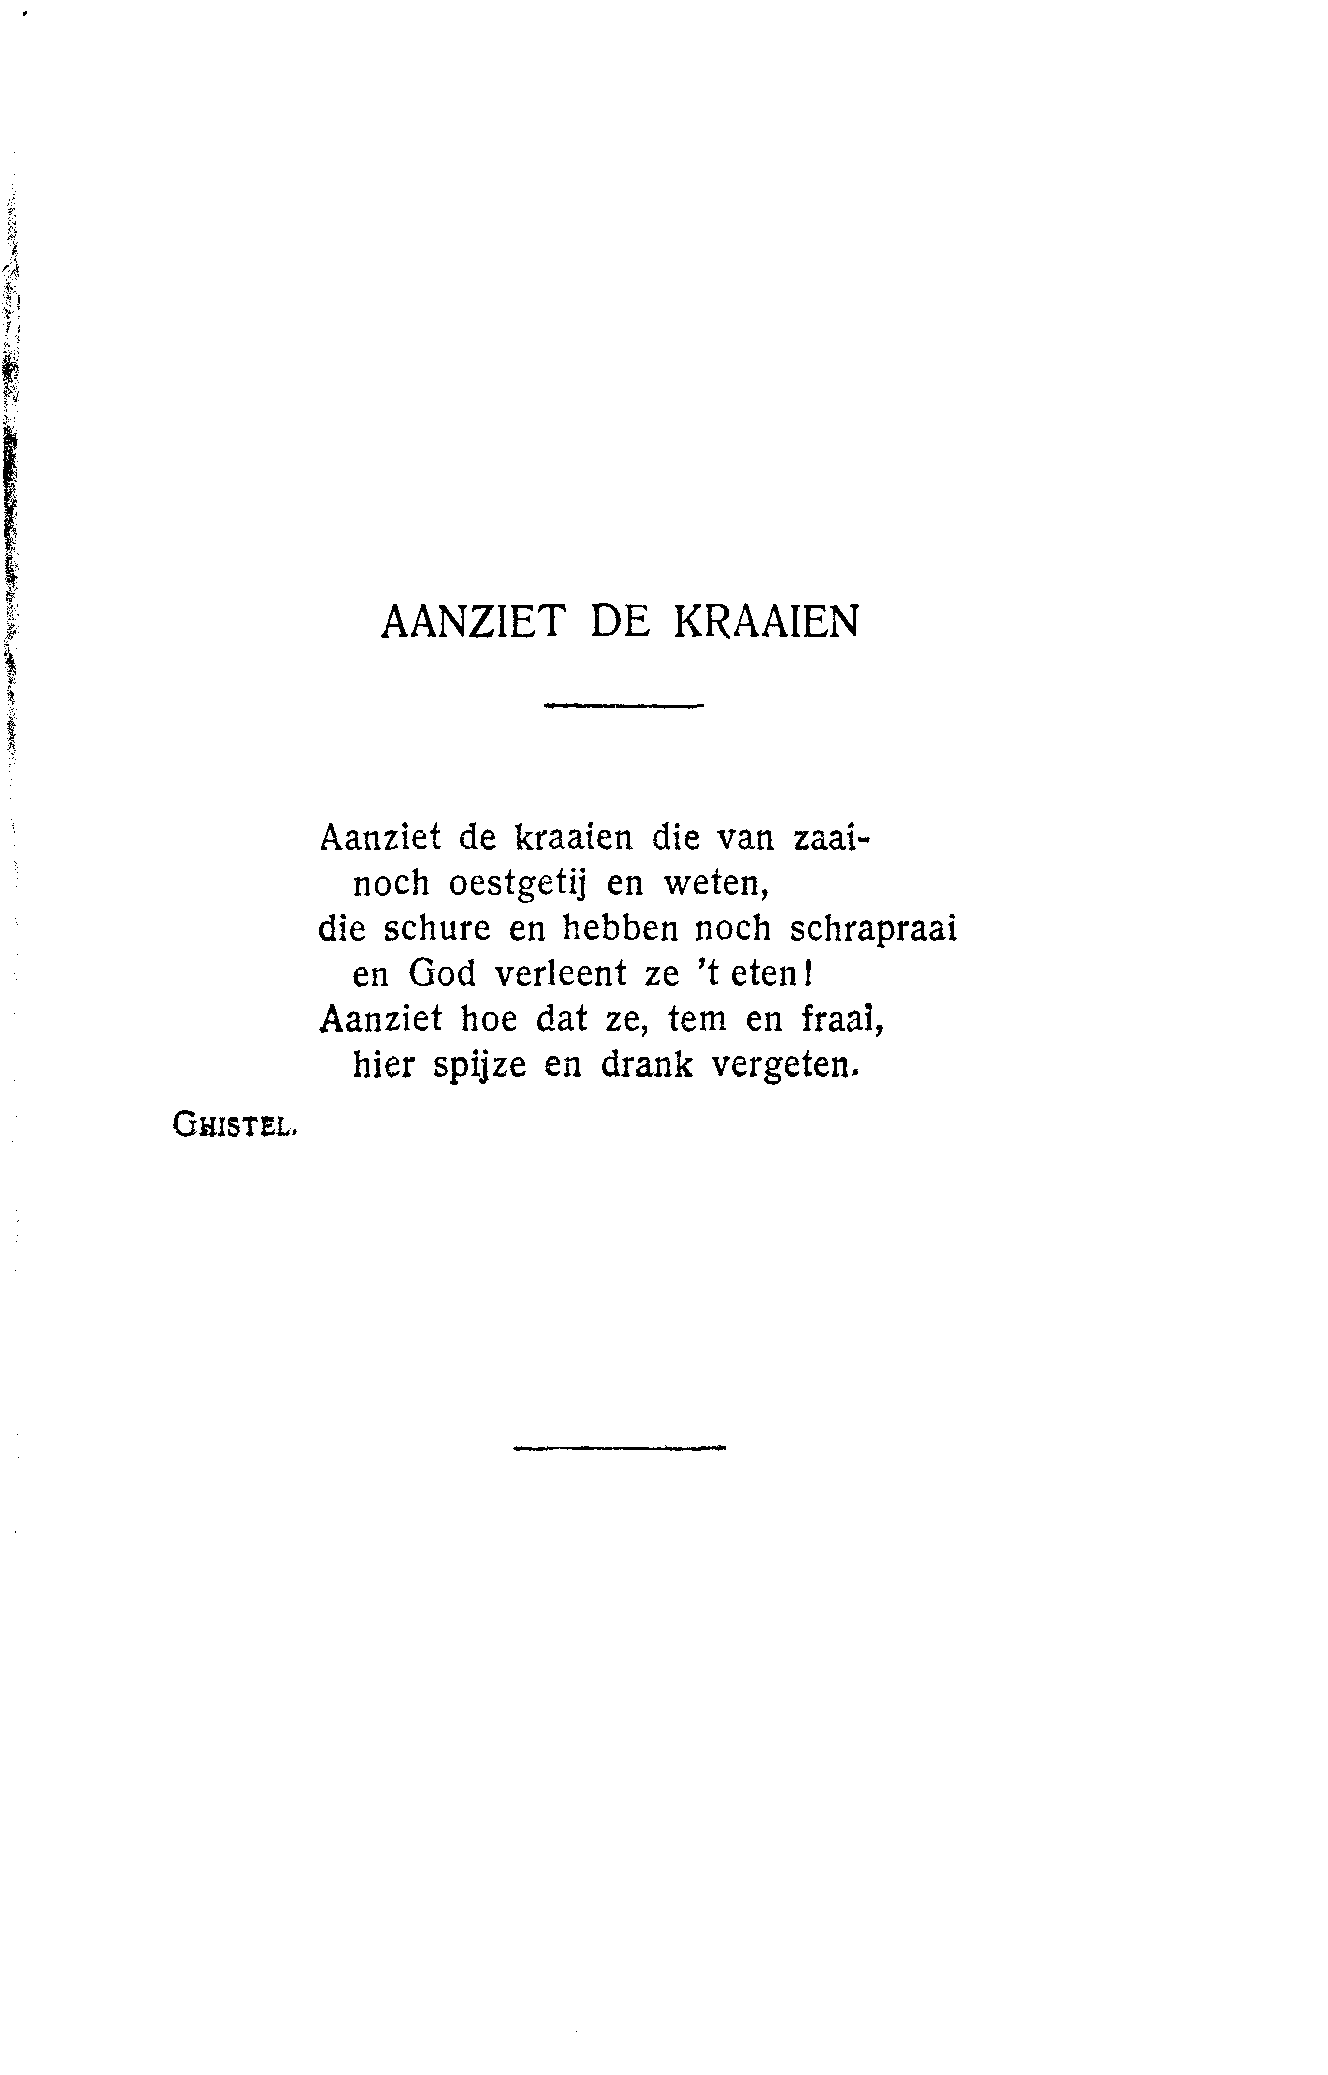 AANZIET DE KRAAIEN
Aanziet de kraaien die van zaai-
noch oestgetij en weten,
die schure en hebben noch schrapraai
en God verleent ze 't eten!
Aanziet hoe dat ze, tem en fraai,
hier spijze en drank vergeten.
GHISTEL.